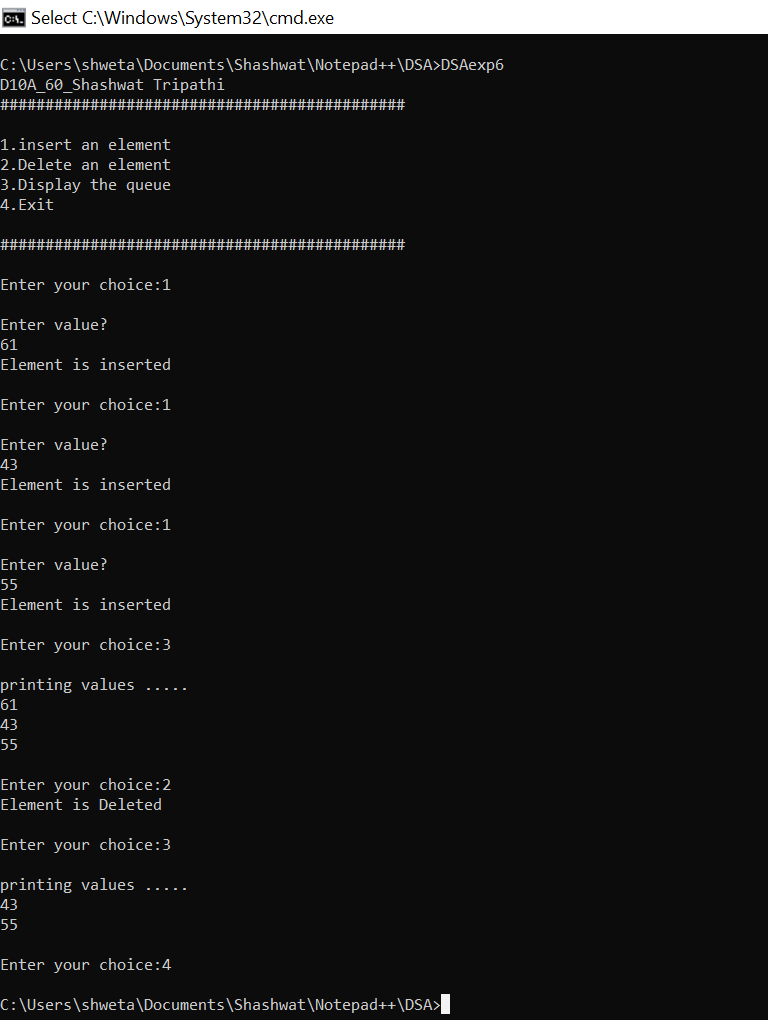 Select C:\Windows\System32\cmd.exe
C:\Users\shweta\Documents\Shashwat\Notepad++\DSA>DSAexp6
D10A_60_Shashwat Tripathi
#############################################
1.insert an element
2.Delete an element
3.Display the queue
4.Exit
#############################################
Enter your choice:1
Enter value?
61
Element is inserted
Enter your choice:1
Enter value?
43
Element is inserted
Enter your choice:1
Enter value?
55
Element is inserted
Enter your choice:3
printing values .....
61
43
55
Enter your choice:2
Element is Deleted
Enter your choice:3
printing values .....
43
55
Enter your choice:4
C:\Users\shweta\Documents\Shashwat\Notepad++\DSA>